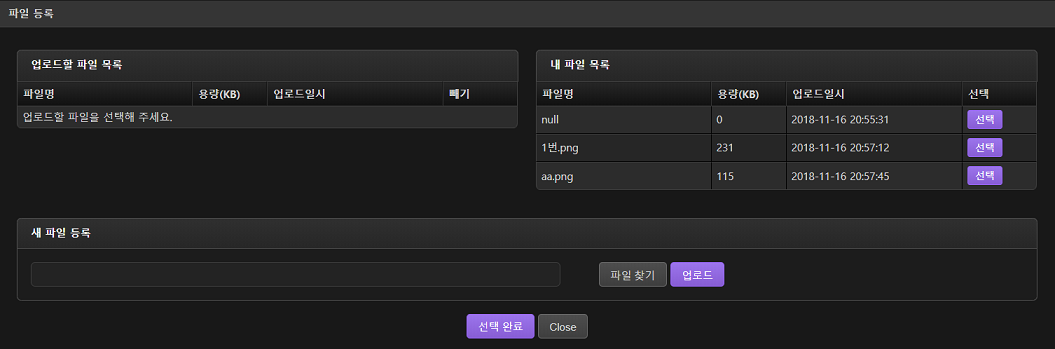 파일 등록
업로드할 파일 목록
파일명 용량(KB) 업로드일시 빼기
업로드할 파일을 선택해 주세요.
내 파일 목록
파일명 용량(KB) 업로드일시 선택
null 0 2018-11-16 20:55:31 선택
1번.png 231 2018-11-16 20:57:12 선택
aa.png 115 2018-11-16 20:57:45 선택
새 파일 등록
파일 찾기 업로드
선택 완료 Close